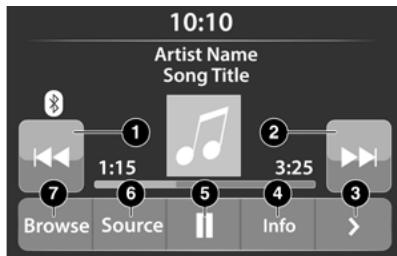 10:10
Artist Name
Song Title
1 2
1:15 3:25
7 6 5 4 3
Browse Source Info >